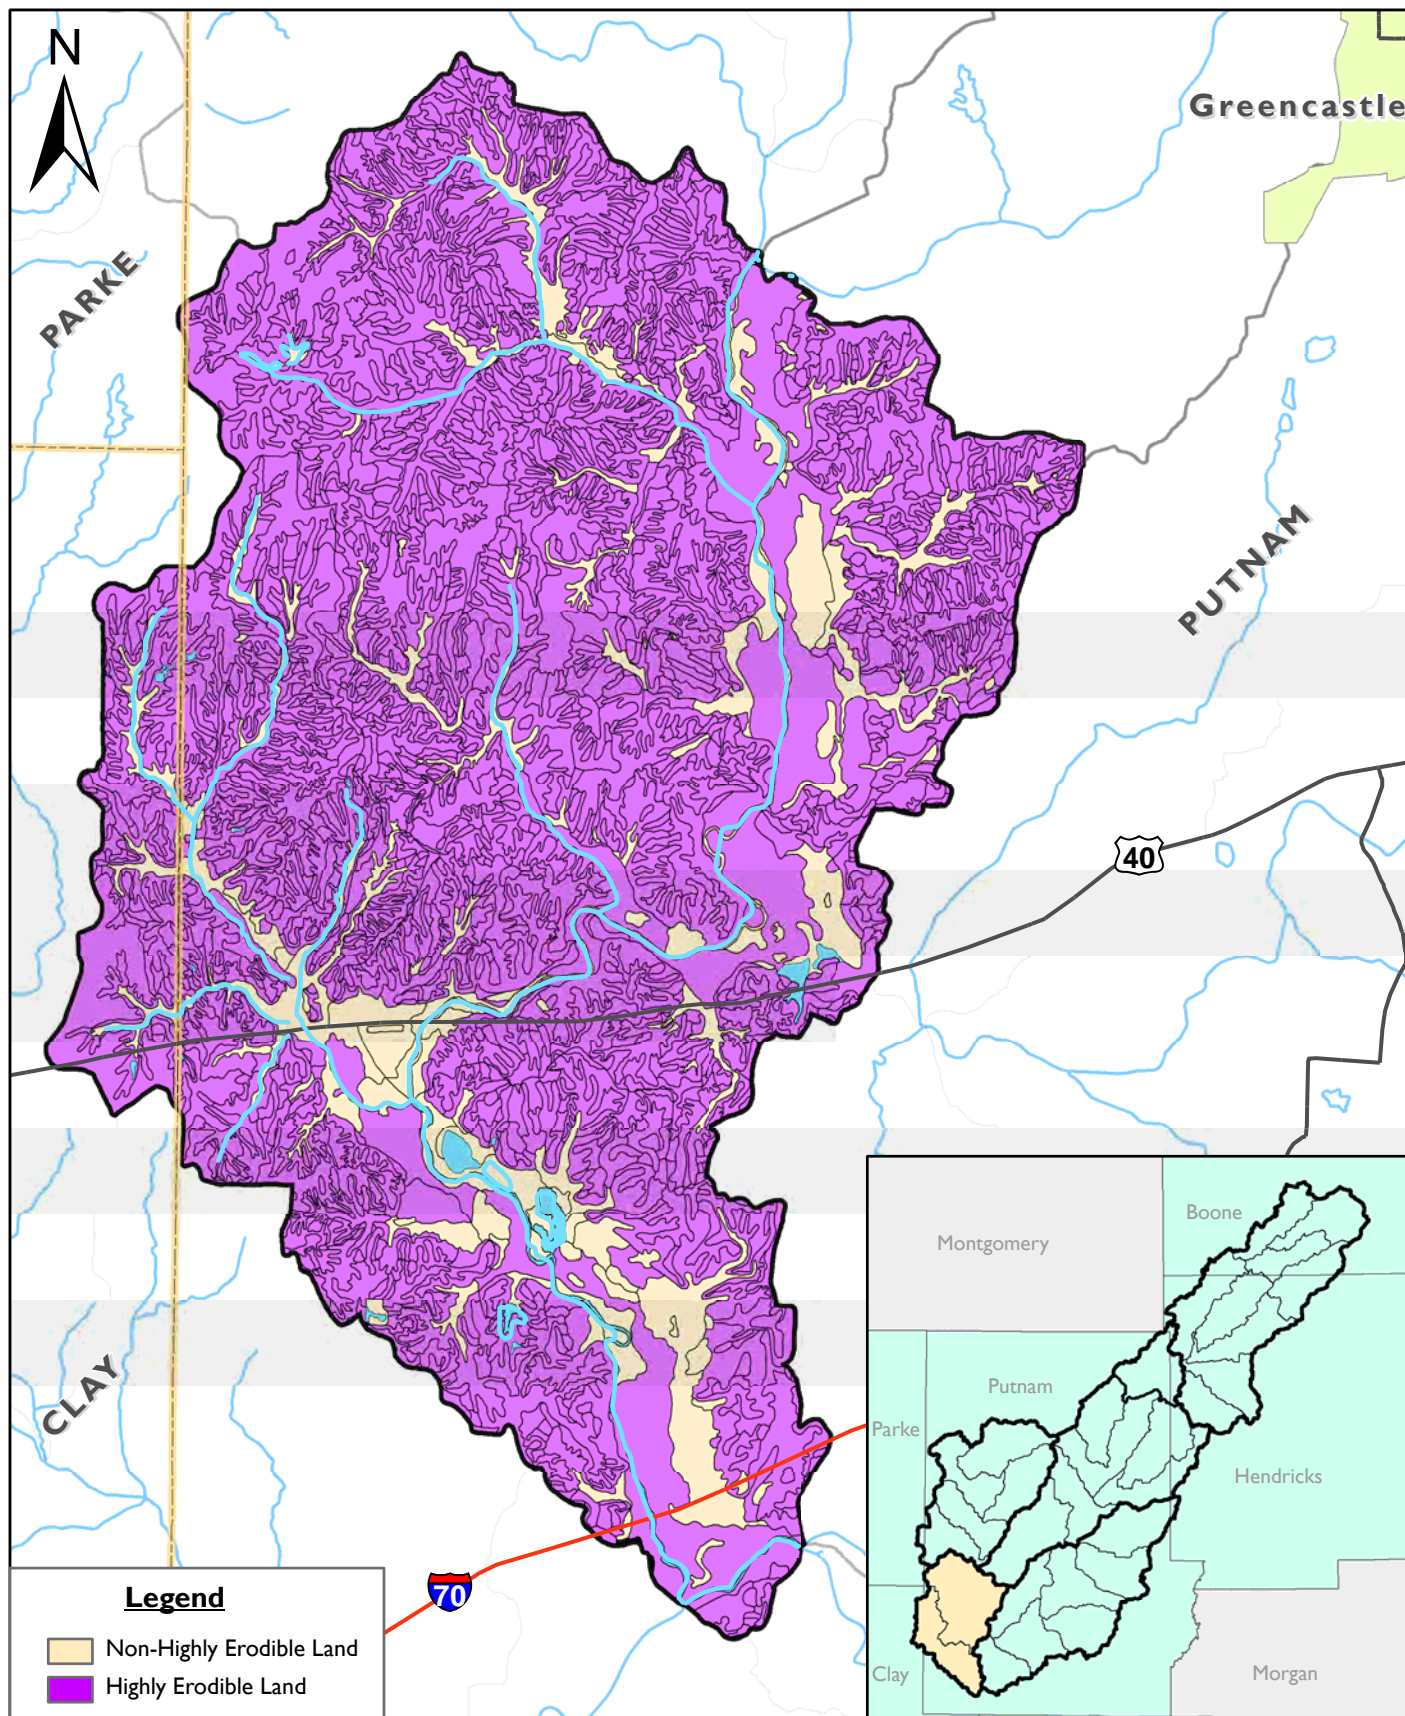 N
Greencastle
PARKE
PUTNAM
40
CLAY
70
Legend
Non-Highly Erodible Land
Highly Erodible Land
Boone
Montgomery
Putnam
Parke
Hendricks
Clay
Morgan